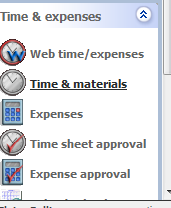 Time & expenses
Web time/expenses
Time & materials
Expenses
Time sheet approval
Expense approval